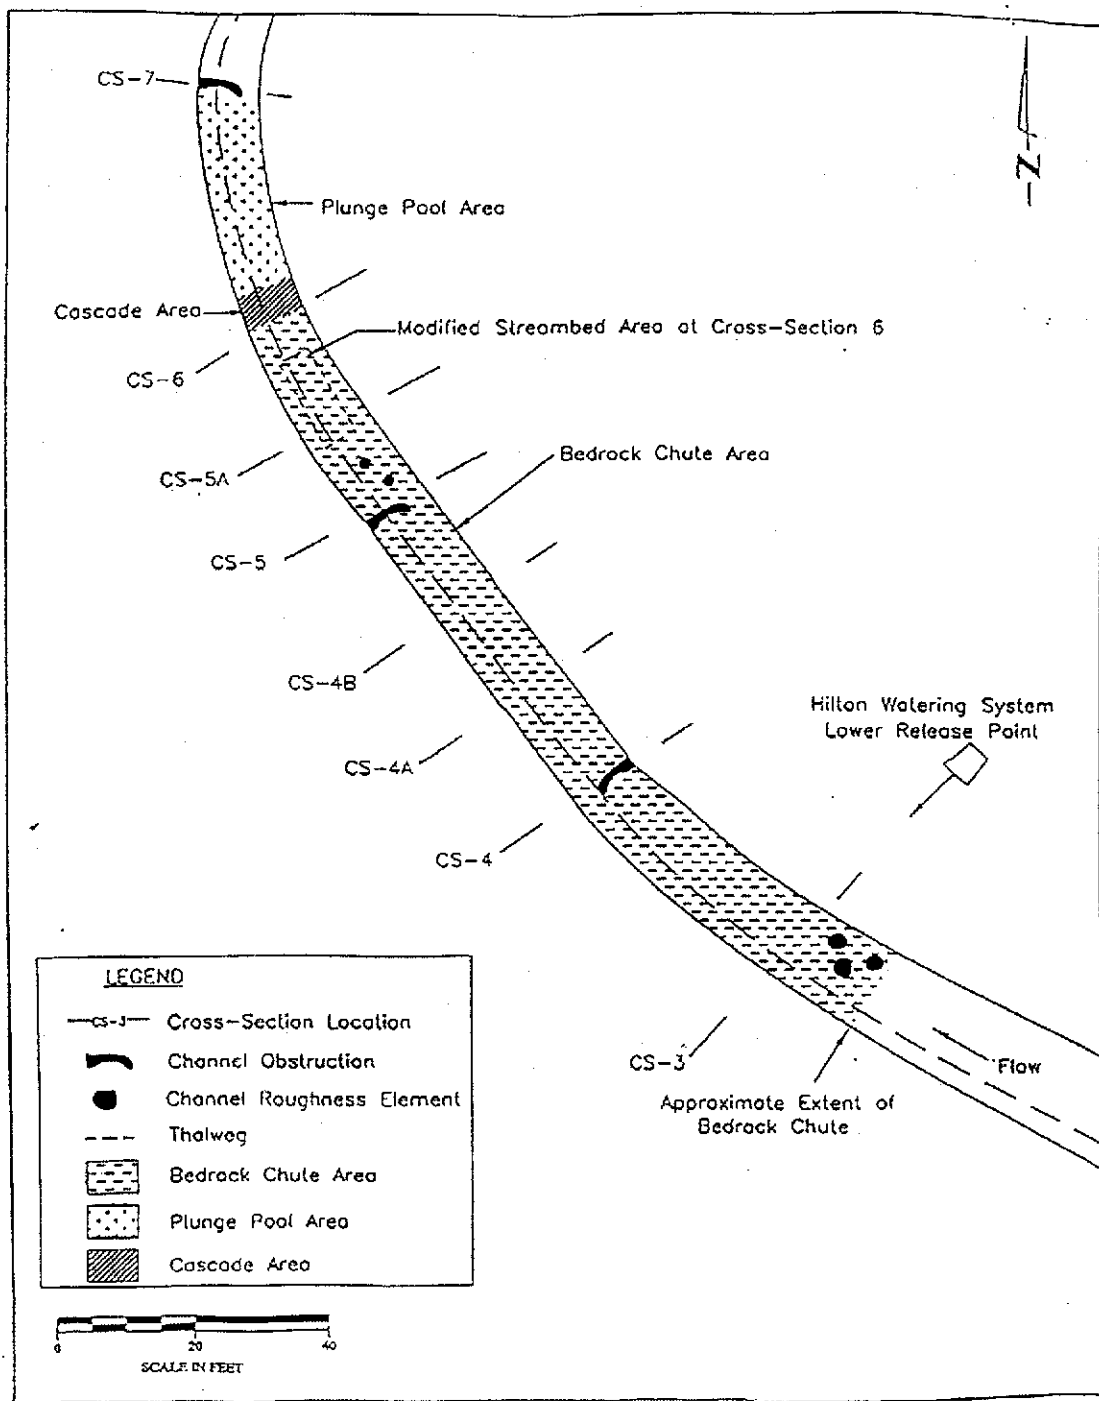 CS-7
N
Plunge Pool Area
Cascade Area
Modified Streambed Area at Cross-Section 6
CS-6
Bedrock Chute Area
CS-5A
CS-5
CS-4B
Hilton Watering System
Lower Release Point
CS-4A
CS-4
CS-3
Flow
Approximate Extent of
Bedrock Chute
LEGEND
CS-3 Cross-Section Location
Channel Obstruction
Channel Roughness Element
Thalweg
Bedrock Chute Area
Plunge Pool Area
Cascade Area
0 20 40
SCALE IN FEET